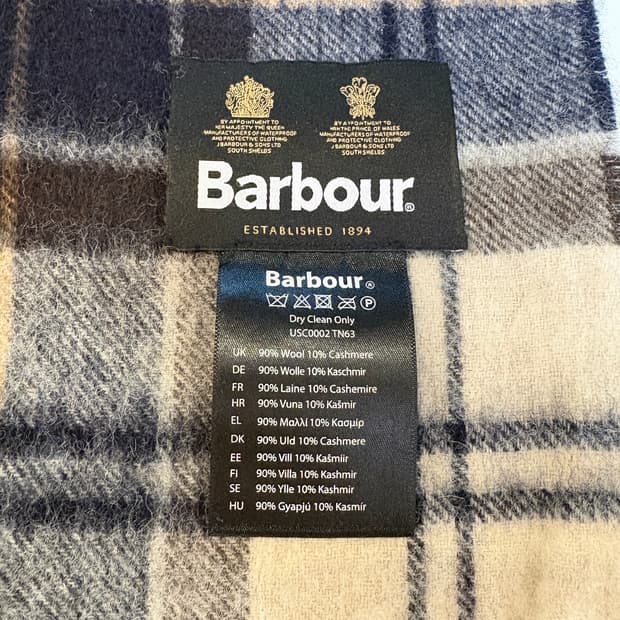 BY APPOINTMENT TO
HER MAJESTY THE QUEEN
MANUFACTURERS OF WATERPROOF
AND PROTECTIVE CLOTHING
J BARBOUR & SONS LTD
SOUTH SHIELDS
BY APPOINTMENT TO
HRH THE PRINCE OF WALES
MANUFACTURERS OF WATERPROOF
AND PROTECTIVE CLOTHING
J BARBOUR & SONS LTD
SOUTH SHIELDS
Barbour®
ESTABLISHED 1894
Barbour®
P
Dry Clean Only
USC0002 TN63
UK 90% Wool 10% Cashmere
DE 90% Wolle 10% Kaschmir
FR 90% Laine 10% Cashemire
HR 90% Vuna 10% Kašmir
EL 90% Μαλλί 10% Κασμίρ
DK 90% Uld 10% Cashmere
EE 90% Vill 10% Kašmiir
FI 90% Villa 10% Kashmir
SE 90% Ylle 10% Kashmir
HU 90% Gyapjú 10% Kasmír